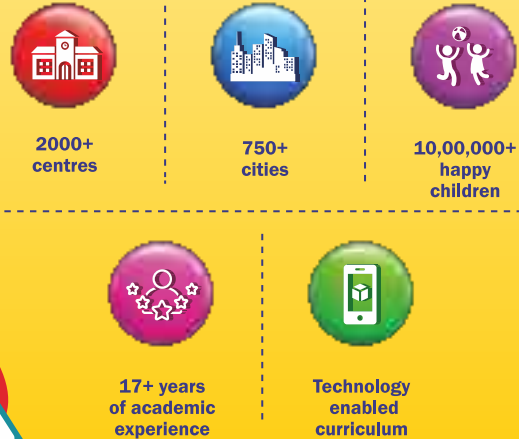 2000+
centres
750+
cities
10,00,000+
happy
children
17+ years
of academic
experience
Technology
enabled
curriculum